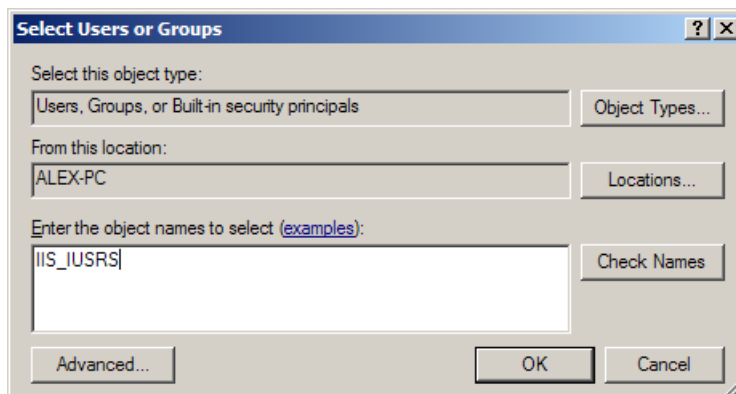 Select Users or Groups
Select this object type:
Users, Groups, or Built-in security principals
Object Types...
From this location:
ALEX-PC
Locations...
Enter the object names to select (examples):
IIS_IUSRS
Check Names
Advanced...
OK
Cancel